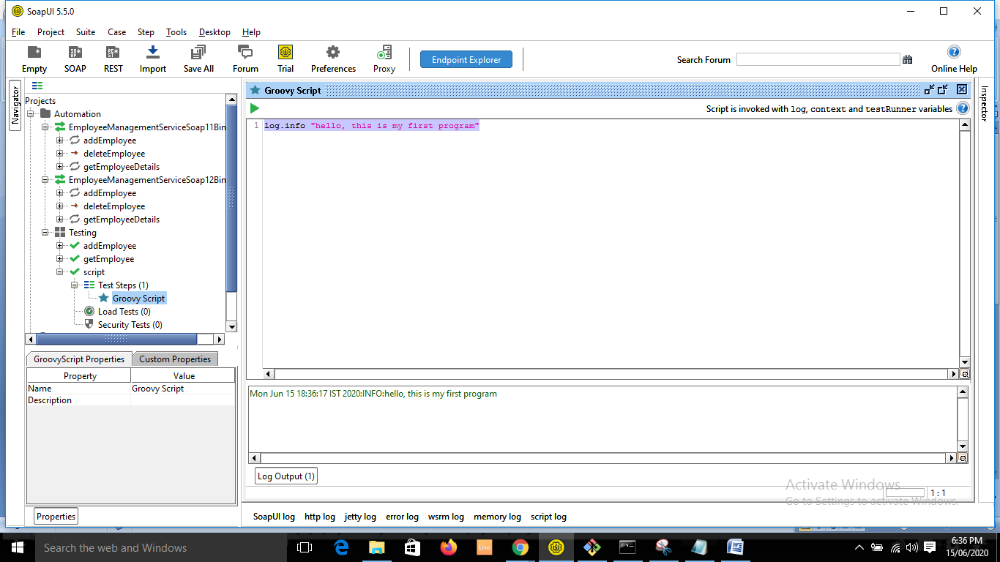 SoapUI 5.5.0
File Project Suite Case Step Tools Desktop Help
Empty SOAP REST Import Save All Forum Trial Preferences Proxy Endpoint Explorer Search Forum Online Help
Navigator
Inspector
Projects
Automation
EmployeeManagementServiceSoap11Bin
addEmployee
deleteEmployee
getEmployeeDetails
EmployeeManagementServiceSoap12Bin
addEmployee
deleteEmployee
getEmployeeDetails
Testing
addEmployee
getEmployee
script
Test Steps (1)
Groovy Script
Load Tests (0)
Security Tests (0)
GroovyScript Properties Custom Properties
Property Value
Name Groovy Script
Description
Properties
Groovy Script
Script is invoked with log, context and testRunner variables
1 log.info "hello, this is my first program"
Mon Jun 15 18:36:17 IST 2020:INFO:hello, this is my first program
Log Output (1)
Activate Windows
Go to Settings to activate Windows.
1:1
SoapUI log http log jetty log error log wsrm log memory log script log
Search the web and Windows
Live
6:36 PM
15/06/2020